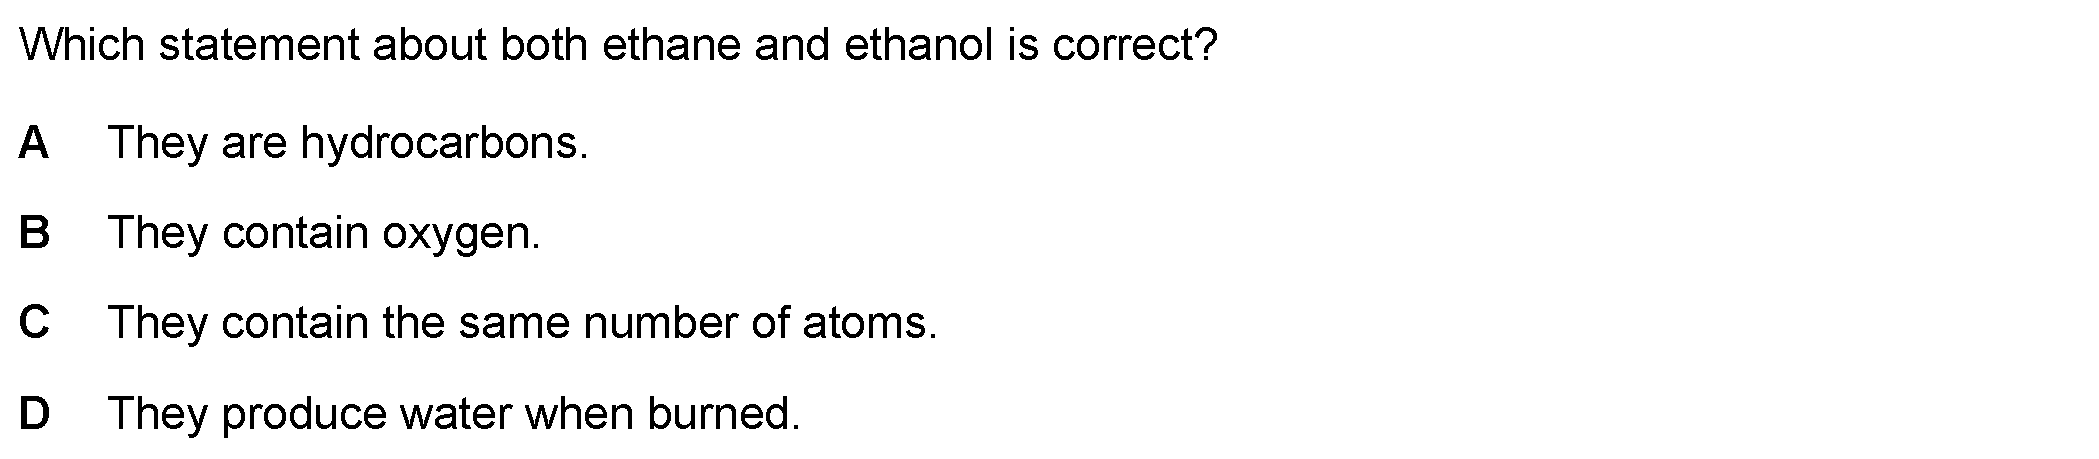 Which statement about both ethane and ethanol is correct?
A They are hydrocarbons.
B They contain oxygen.
C They contain the same number of atoms.
D They produce water when burned.